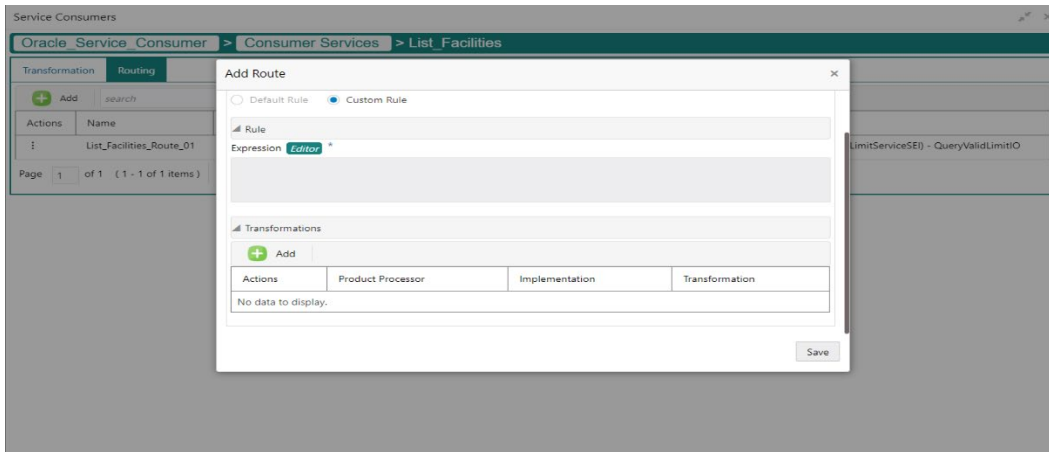 Service Consumers
Oracle_Service_Consumer > Consumer Services > List_Facilities
Transformation Routing
Add search
Actions Name
List_Facilities_Route_01
LimitServiceSEI) - QueryValidLimitIO
Page 1 of 1 ( 1 - 1 of 1 items )
Add Route
Default Rule Custom Rule
Rule
Expression Editor *
Transformations
Add
Actions Product Processor Implementation Transformation
No data to display.
Save